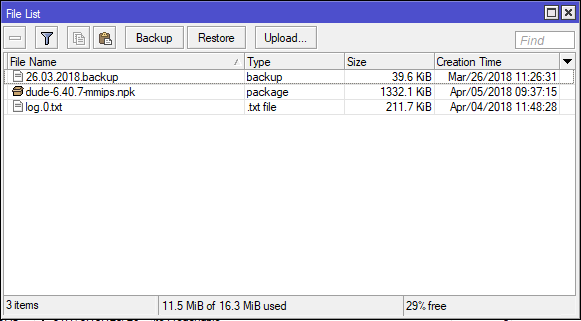 File List
Backup Restore Upload... Find
File Name Type Size Creation Time
26.03.2018.backup backup 39.6 KiB Mar/26/2018 11:26:31
dude-6.40.7-mmips.npk package 1332.1 KiB Apr/05/2018 09:37:15
log.0.txt .txt file 211.7 KiB Apr/04/2018 11:48:28
3 items 11.5 MiB of 16.3 MiB used 29% free